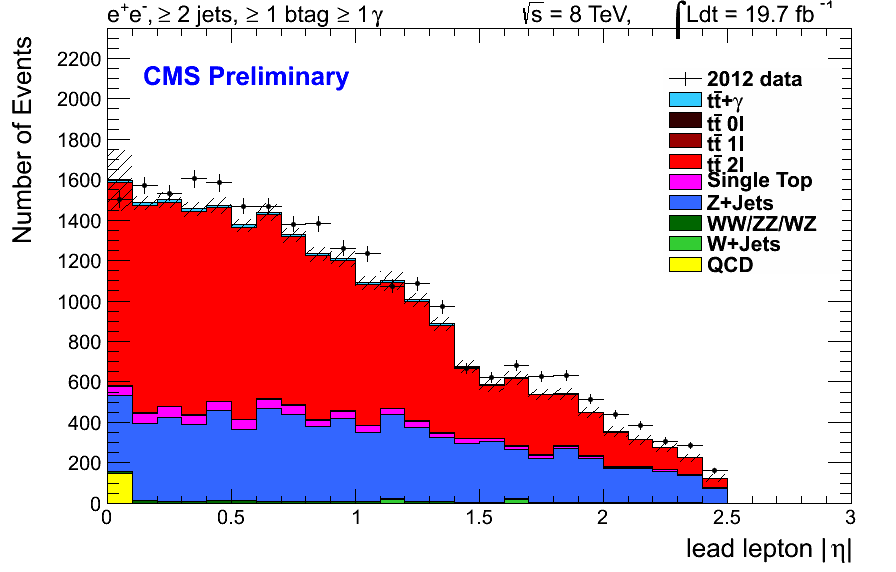 e⁺e⁻, ≥ 2 jets, ≥ 1 btag ≥ 1 γ √s = 8 TeV, ∫Ldt = 19.7 fb⁻¹
Number of Events
CMS Preliminary
2012 data
tt̄+γ
tt̄ 0l
tt̄ 1l
tt̄ 2l
Single Top
Z+Jets
WW/ZZ/WZ
W+Jets
QCD
2200
2000
1800
1600
1400
1200
1000
800
600
400
200
0
0 0.5 1 1.5 2 2.5 3
lead lepton |η|